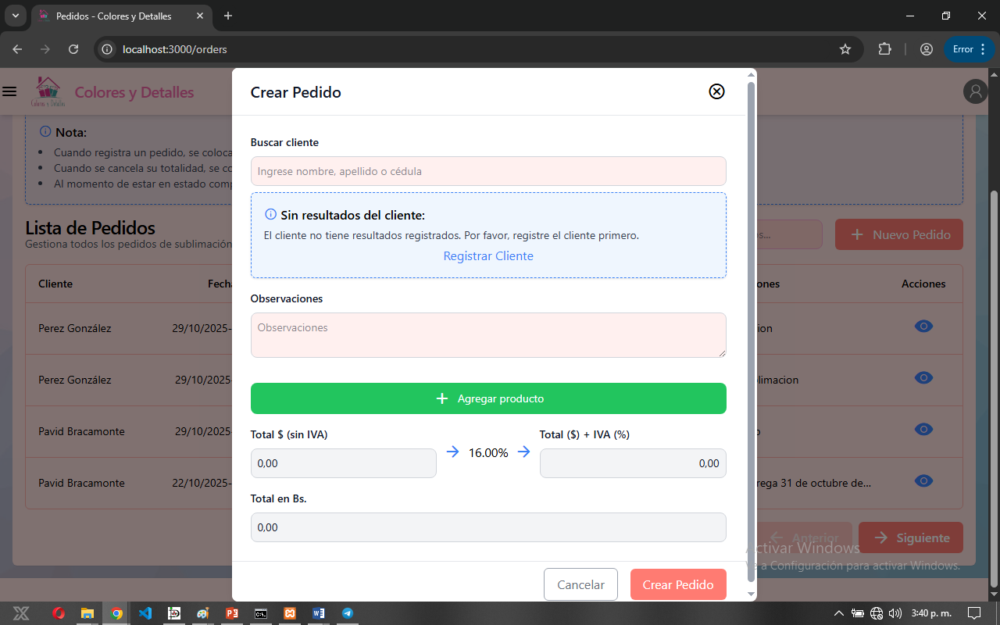 Pedidos - Colores y Detalles
localhost:3000/orders
Error
Colores y Detalles
Colores y Detalles
Crear Pedido
Nota:
Cuando registra un pedido, se coloca
Cuando se cancela su totalidad, se co
Al momento de estar en estado comp
Buscar cliente
Ingrese nombre, apellido o cédula
Sin resultados del cliente:
El cliente no tiene resultados registrados. Por favor, registre el cliente primero.
Registrar Cliente
Lista de Pedidos
Gestiona todos los pedidos de sublimación
os...
Nuevo Pedido
Cliente Fecha ones Acciones
Perez González 29/10/2025- ion
Perez González 29/10/2025- limacion
Pavid Bracamonte 29/10/2025- o
Pavid Bracamonte 22/10/2025- rega 31 de octubre de...
Observaciones
Observaciones
Agregar producto
Total $ (sin IVA) Total ($) + IVA (%)
0,00 16.00% 0,00
Total en Bs.
0,00
Anterior Siguiente
Activar Windows
Ve a Configuración para activar Windows.
Cancelar Crear Pedido
3:40 p. m.